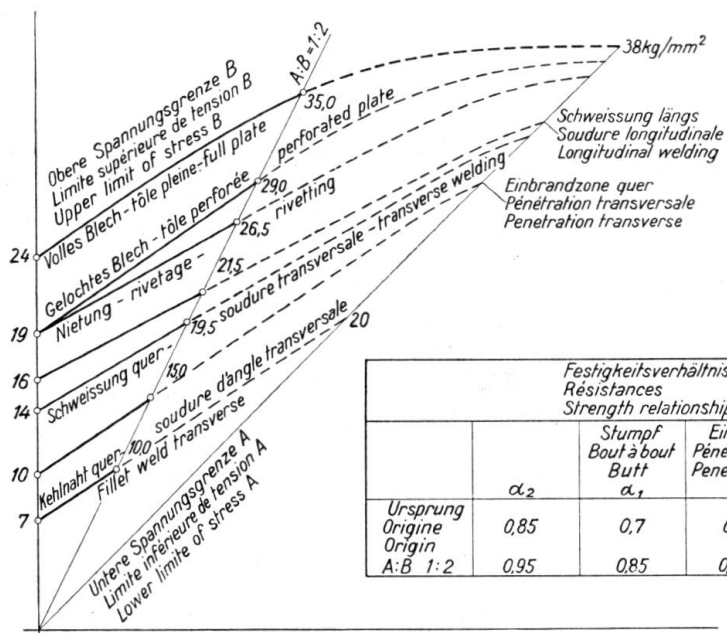 A:B=1:2
38kg/mm²
35,0
Obere Spannungsgrenze B
Limite supérieure de tension B
Upper limit of stress B
Volles Blech-tôle pleine-full plate
Gelochtes Blech-tôle perforée
perforated plate
29,0
Nietung-rivetage-
rivetting
26,5
21,5
Schweissung quer-
soudure transversale-transverse welding
19,5
15,0
Kehlnaht quer-
soudure d'angle transversale
10,0
Fillet weld transverse
20
Schweissung längs
Soudure longitudinale
Longitudinal welding
Einbrandzone quer
Pénétration transversale
Penetration transverse
24
19
16
14
10
7
Untere Spannungsgrenze A
Limite inférieure de tension A
Lower limit of stress A
Festigkeitsverhältnis
Résistances
Strength relationship
α₂
Stumpf
Bout à bout
Butt
α₁
Ei
Péne
Pene
Ursprung
Origine
Origin
0,85
0,7
A:B 1:2
0,95
0,85